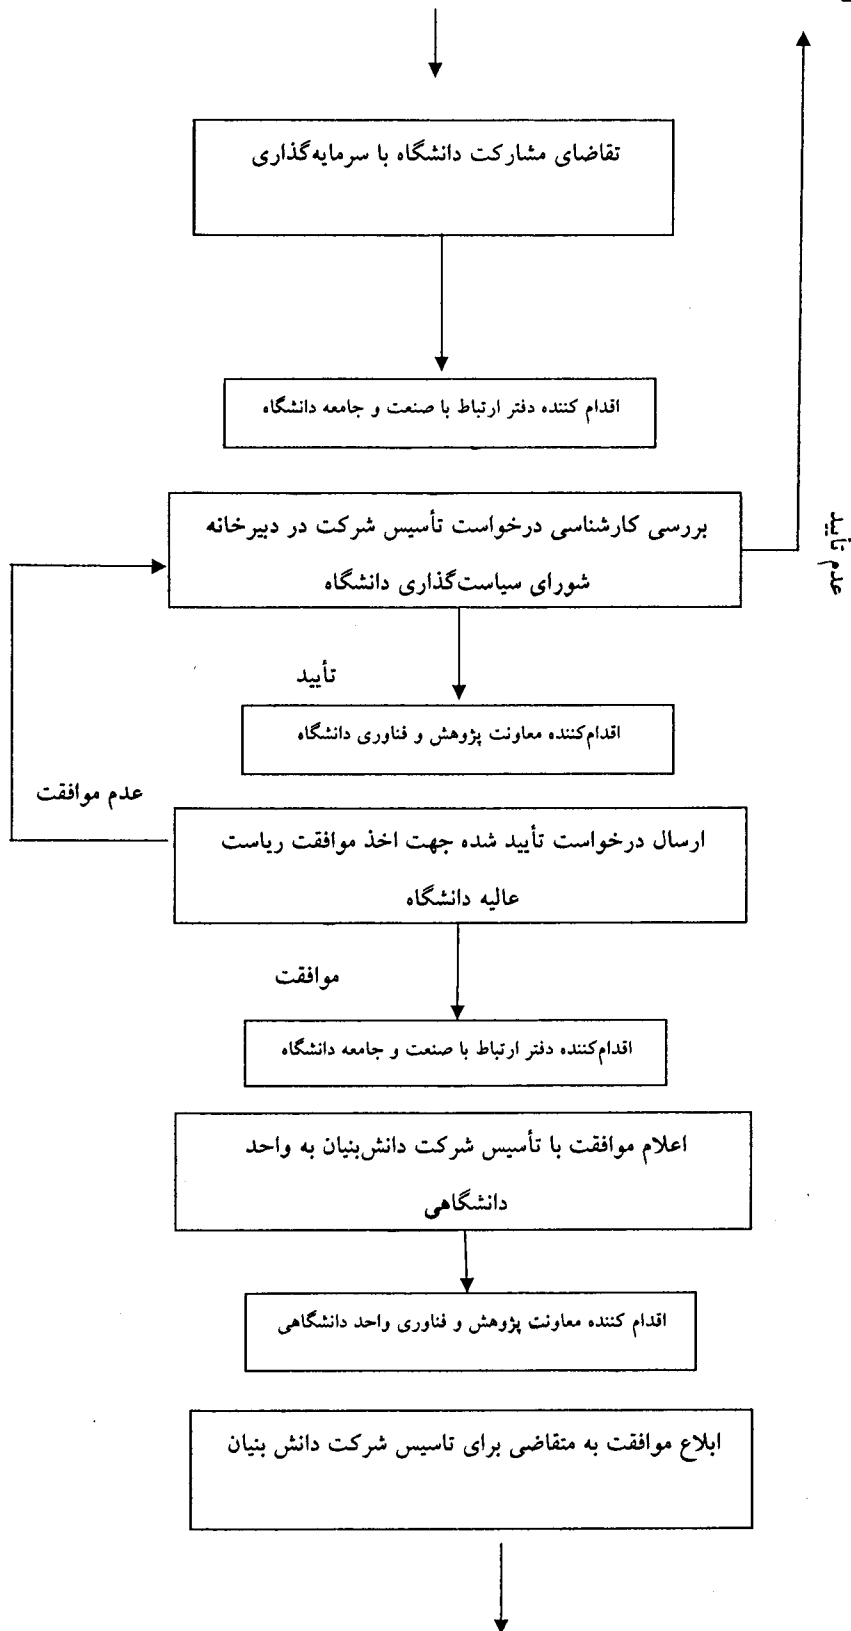 تقاضای مشارکت دانشگاه با سرمایه‌گذاری
اقدام کننده دفتر ارتباط با صنعت و جامعه دانشگاه
بررسی کارشناسی درخواست تأسیس شرکت در دبیرخانه
شورای سیاست‌گذاری دانشگاه
عدم تأیید
تأیید
اقدام‌کننده معاونت پژوهش و فناوری دانشگاه
عدم موافقت
ارسال درخواست تأیید شده جهت اخذ موافقت ریاست
عالیه دانشگاه
موافقت
اقدام‌کننده دفتر ارتباط با صنعت و جامعه دانشگاه
اعلام موافقت با تأسیس شرکت دانش‌بنیان به واحد
دانشگاهی
اقدام کننده معاونت پژوهش و فناوری واحد دانشگاهی
ابلاع موافقت به متقاضی برای تاسیس شرکت دانش بنیان